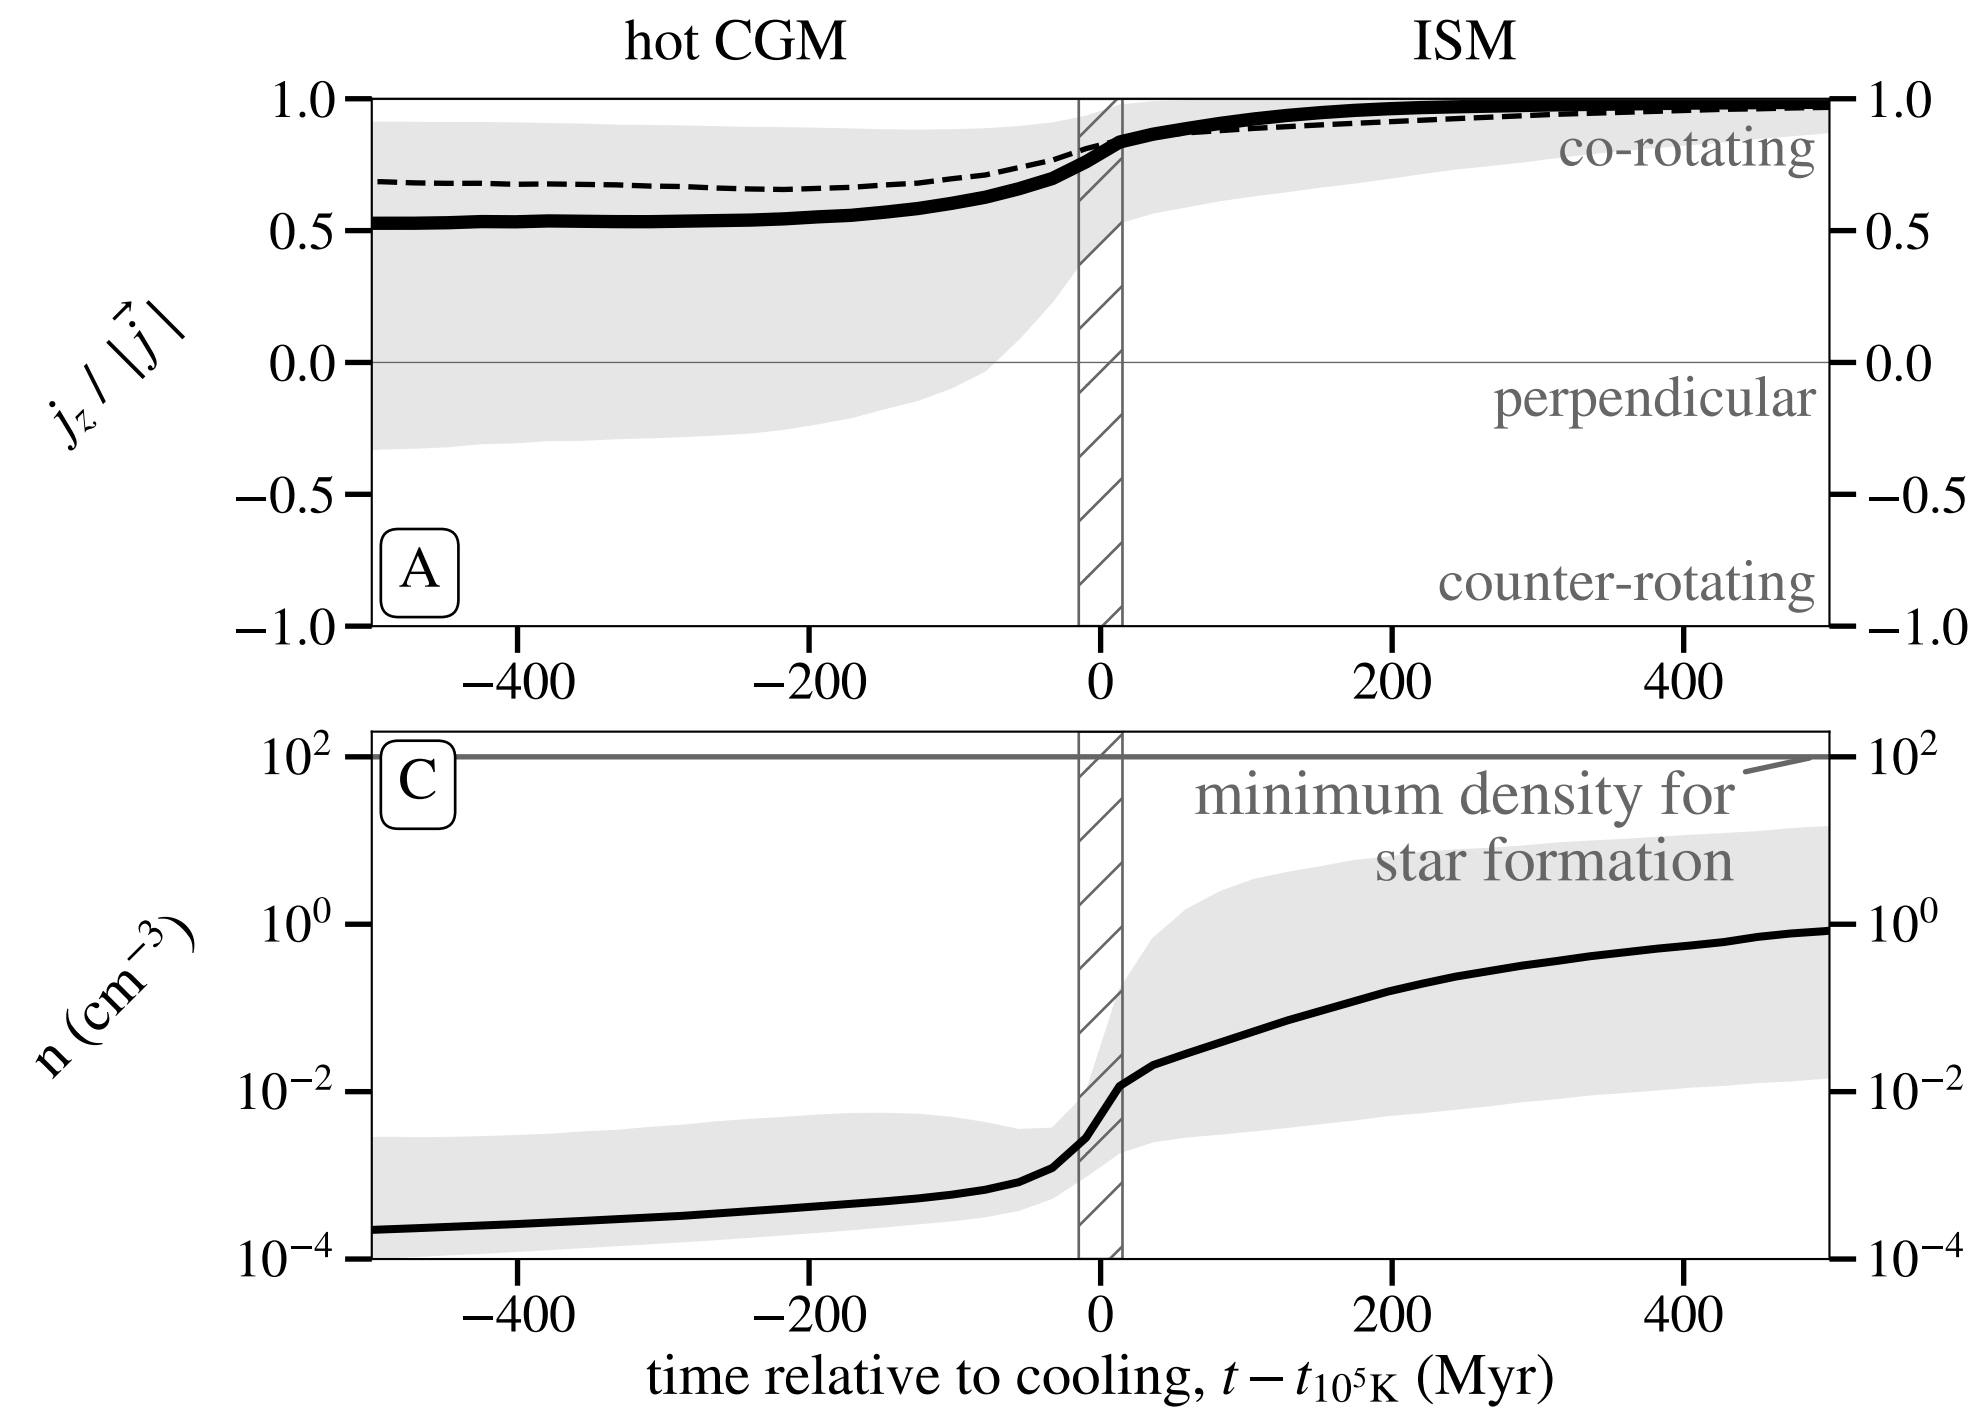 hot CGM ISM
1.0 1.0
co-rotating
0.5 0.5
j_z / |j⃗|
0.0 0.0
perpendicular
−0.5 −0.5
A
counter-rotating
−1.0 −1.0
−400 −200 0 200 400
10² 10²
C
minimum density for
star formation
10⁰ 10⁰
n (cm⁻³)
10⁻² 10⁻²
10⁻⁴ 10⁻⁴
−400 −200 0 200 400
time relative to cooling, t − t_{10⁵K} (Myr)